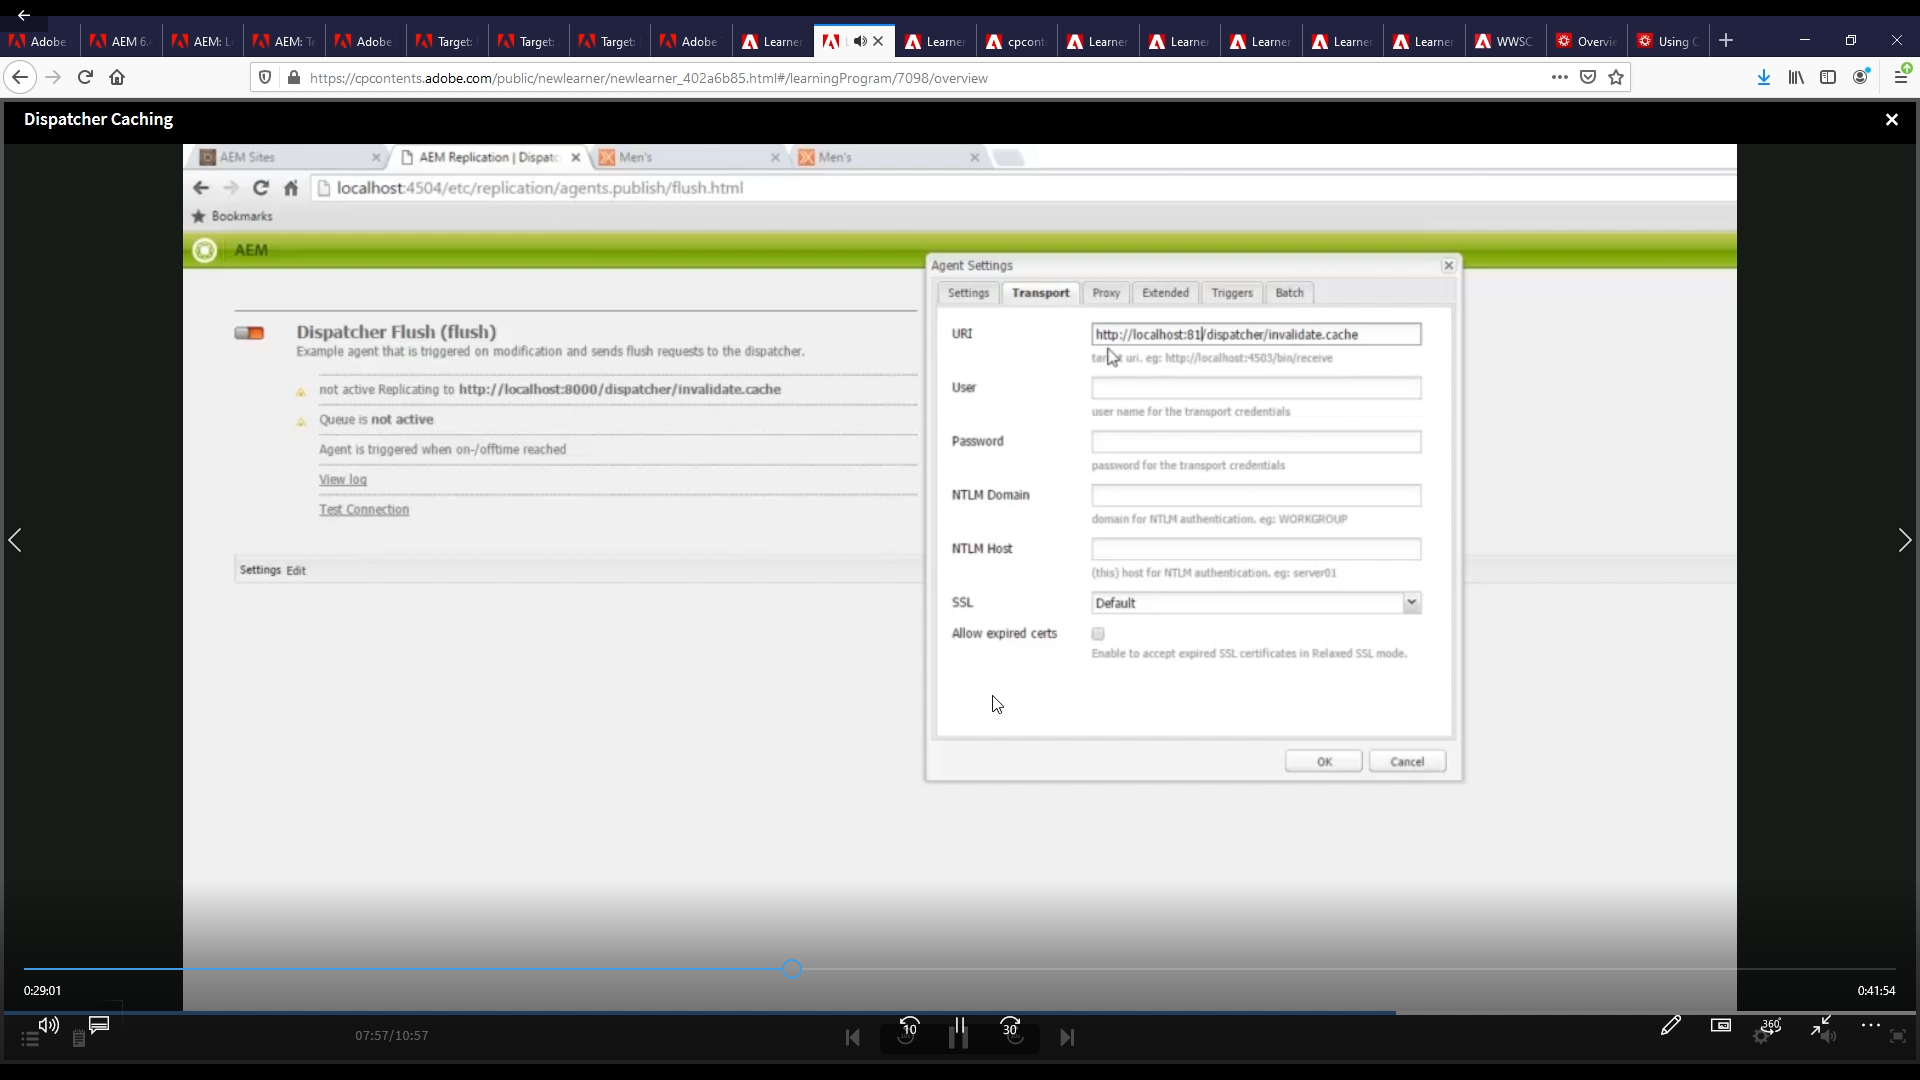 Adobe AEM 6. AEM: L AEM: Te Adobe Target: Target: Target: Adobe Learner L Learner cpcont Learner Learner Learner Learner Learner WWSC Overvie Using C
https://cpcontents.adobe.com/public/newlearner/newlearner_402a6b85.html#/learningProgram/7098/overview
Dispatcher Caching
AEM Sites AEM Replication | Dispatc Men's Men's
localhost:4504/etc/replication/agents.publish/flush.html
Bookmarks
AEM
Dispatcher Flush (flush)
Example agent that is triggered on modification and sends flush requests to the dispatcher.
not active Replicating to http://localhost:8000/dispatcher/invalidate.cache
Queue is not active
Agent is triggered when on-/offtime reached
View log
Test Connection
Settings Edit
Agent Settings
Settings Transport Proxy Extended Triggers Batch
URI http://localhost:81/dispatcher/invalidate.cache
target uri. eg: http://localhost:4503/bin/receive
User
user name for the transport credentials
Password
password for the transport credentials
NTLM Domain
domain for NTLM authentication. eg: WORKGROUP
NTLM Host
(this) host for NTLM authentication. eg: server01
SSL Default
Allow expired certs
Enable to accept expired SSL certificates in Relaxed SSL mode.
OK Cancel
0:29:01 0:41:54
07:57/10:57 10 30 360